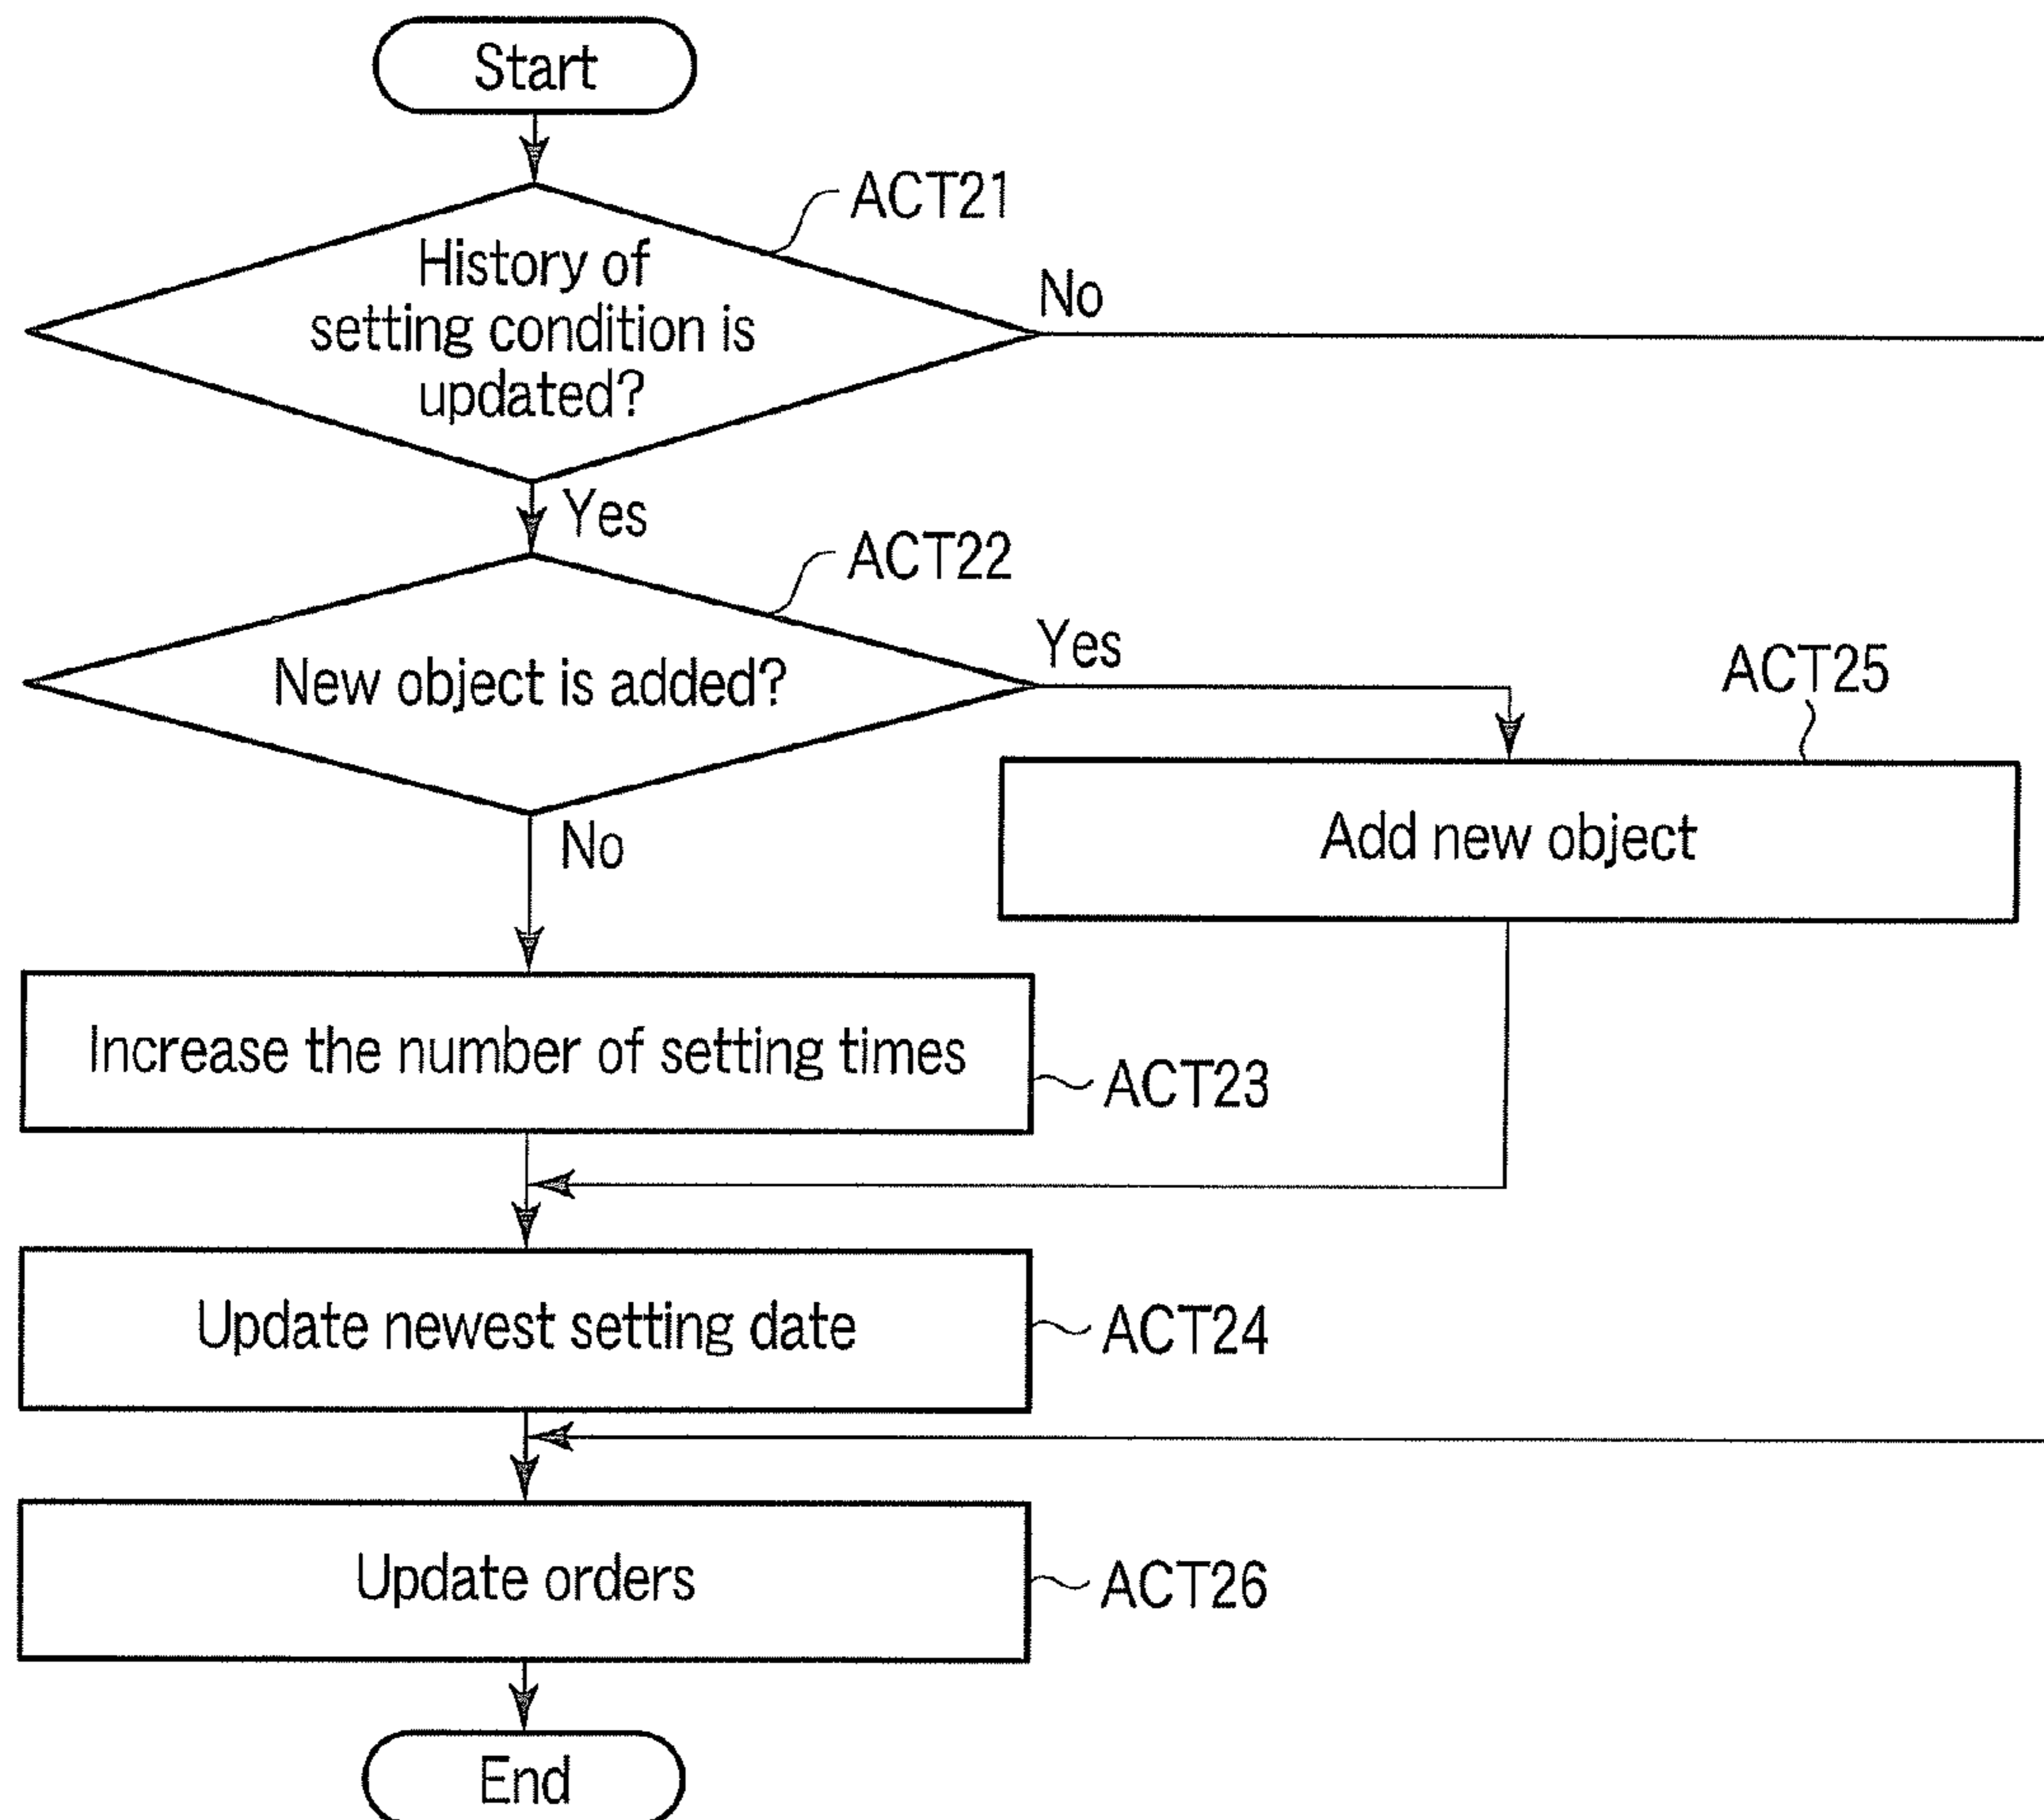 Start
ACT21
History of
setting condition is
updated?
No
Yes
ACT22
New object is added?
Yes
ACT25
Add new object
No
Increase the number of setting times
ACT23
Update newest setting date
ACT24
Update orders
ACT26
End